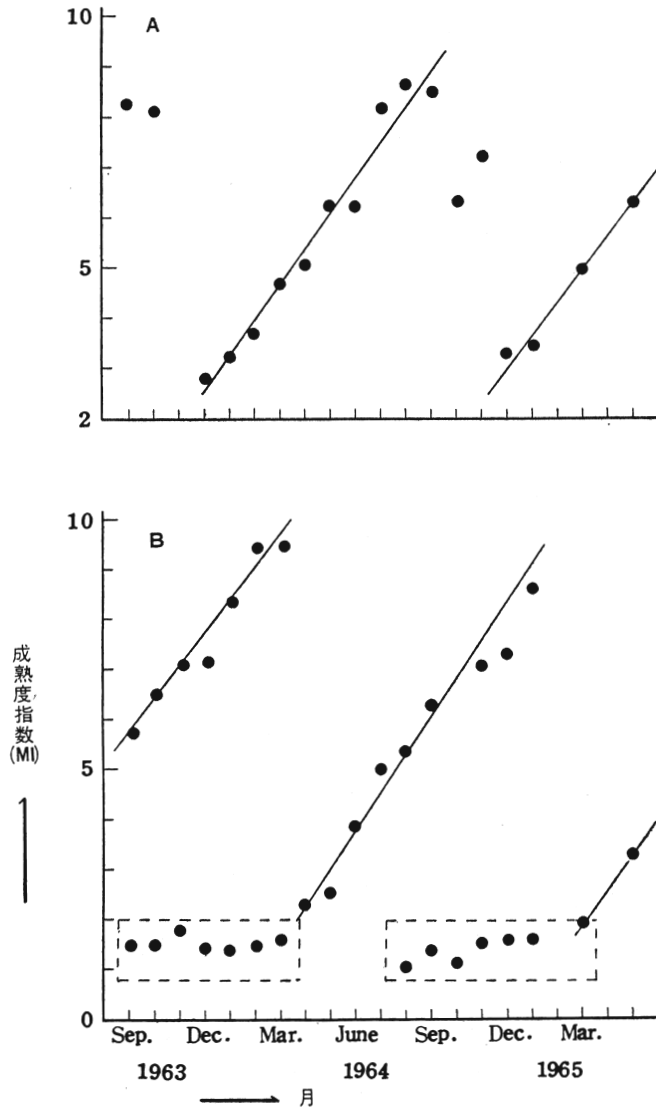 10
A
5
2
10
B
5
0
成熟度指数
(MI)
Sep. Dec. Mar. June Sep. Dec. Mar.
1963 1964 1965
月